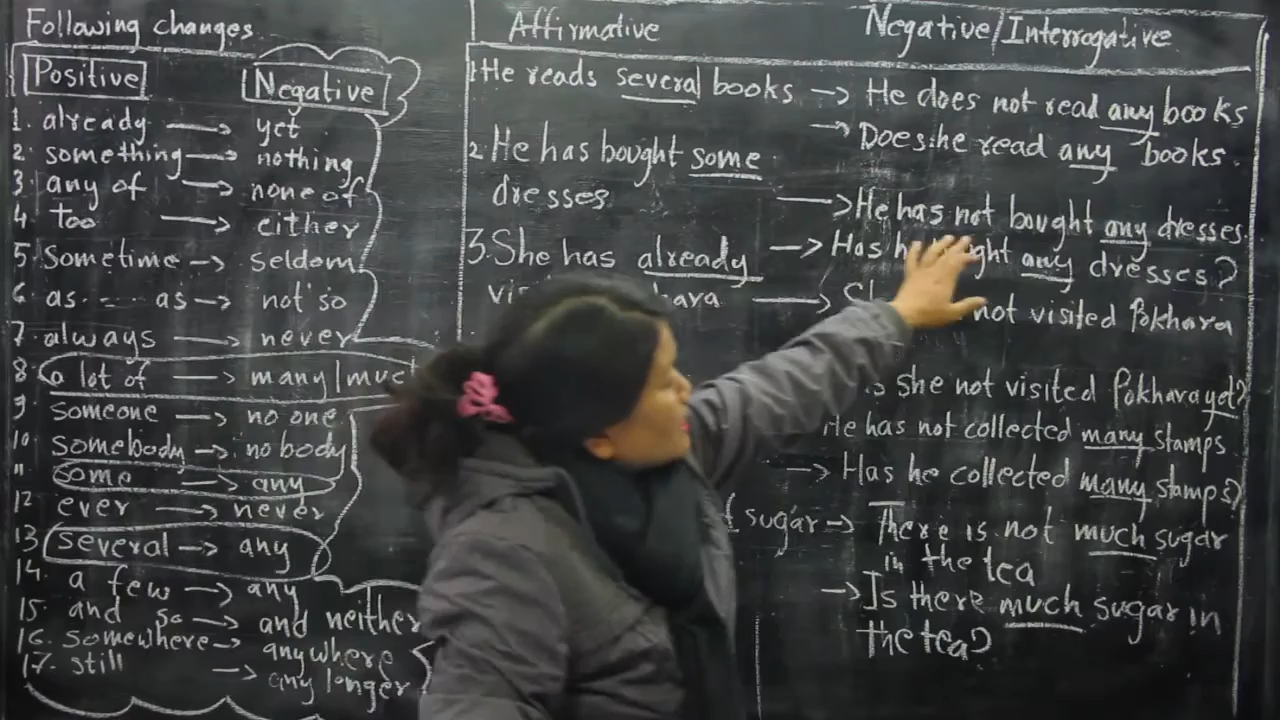 Following changes
Positive Negative
1. already → yet
2. something → nothing
3. any of → none of
4 too → either
5. Sometime → seldom
6 as --- as → not so
7. always → never
8. a lot of → many/much
9. someone → no one
10. somebody → nobody
11 some → any
12 ever → never
13 several → any
14. a few → any
15. and so → and neither
16. somewhere → anywhere
17. still → any longer
Affirmative Negative/Interrogative
1. He reads several books → He does not read any books
→ Does he read any books.
2. He has bought some
dresses → He has not bought any dresses.
3. She has already → Has any dresses?
→ not visited Pokhara
she not visited Pokhara yet?
He has not collected many stamps
→ Has he collected many stamps?
sugar → There is not much sugar
in the tea
→ Is there much sugar in
the tea?